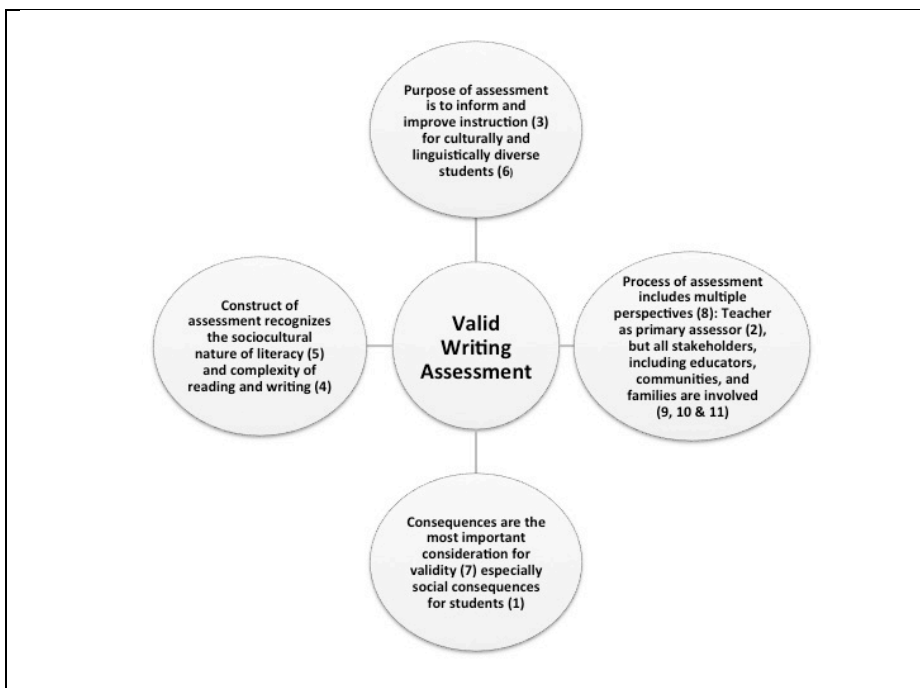 Purpose of assessment
is to inform and
improve instruction (3)
for culturally and
linguistically diverse
students (6)
Construct of
assessment recognizes
the sociocultural
nature of literacy (5)
and complexity of
reading and writing (4)
Valid
Writing
Assessment
Process of assessment
includes multiple
perspectives (8): Teacher
as primary assessor (2),
but all stakeholders,
including educators,
communities, and
families are involved
(9, 10 & 11)
Consequences are the
most important
consideration for
validity (7) especially
social consequences
for students (1)